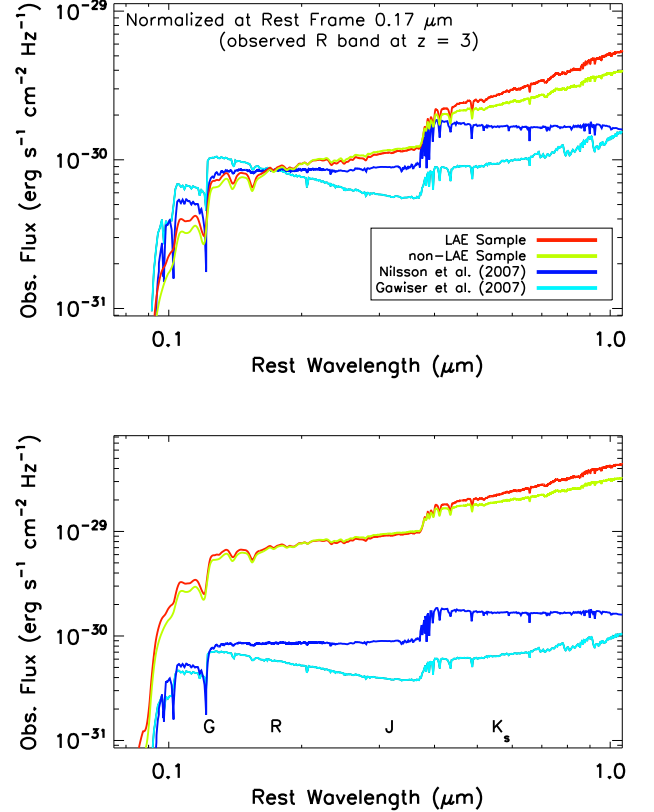 10⁻²⁹
Normalized at Rest Frame 0.17 μm
(observed R band at z = 3)
10⁻³⁰
10⁻³¹
Obs. Flux (erg s⁻¹ cm⁻² Hz⁻¹)
LAE Sample
non-LAE Sample
Nilsson et al. (2007)
Gawiser et al. (2007)
0.1
1.0
Rest Wavelength (μm)
10⁻²⁹
10⁻³⁰
10⁻³¹
Obs. Flux (erg s⁻¹ cm⁻² Hz⁻¹)
G R J Kₛ
0.1
1.0
Rest Wavelength (μm)